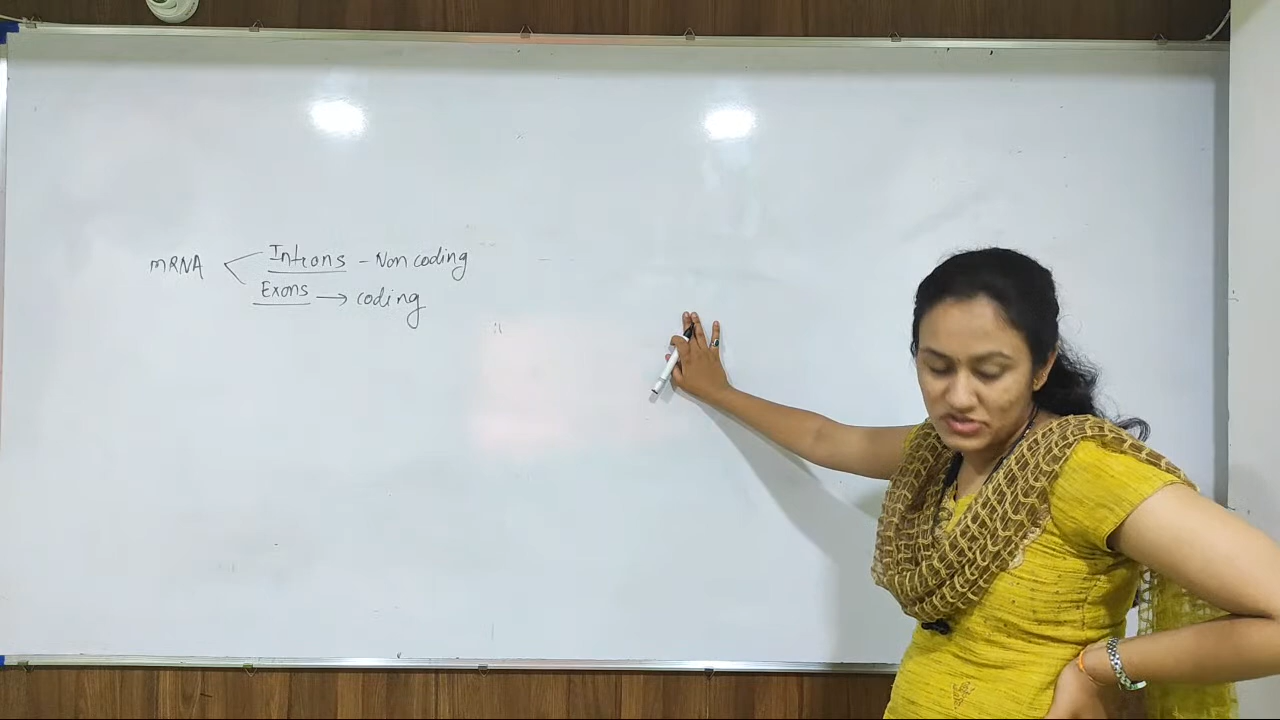 mRNA < Introns - Non coding
Exons → coding